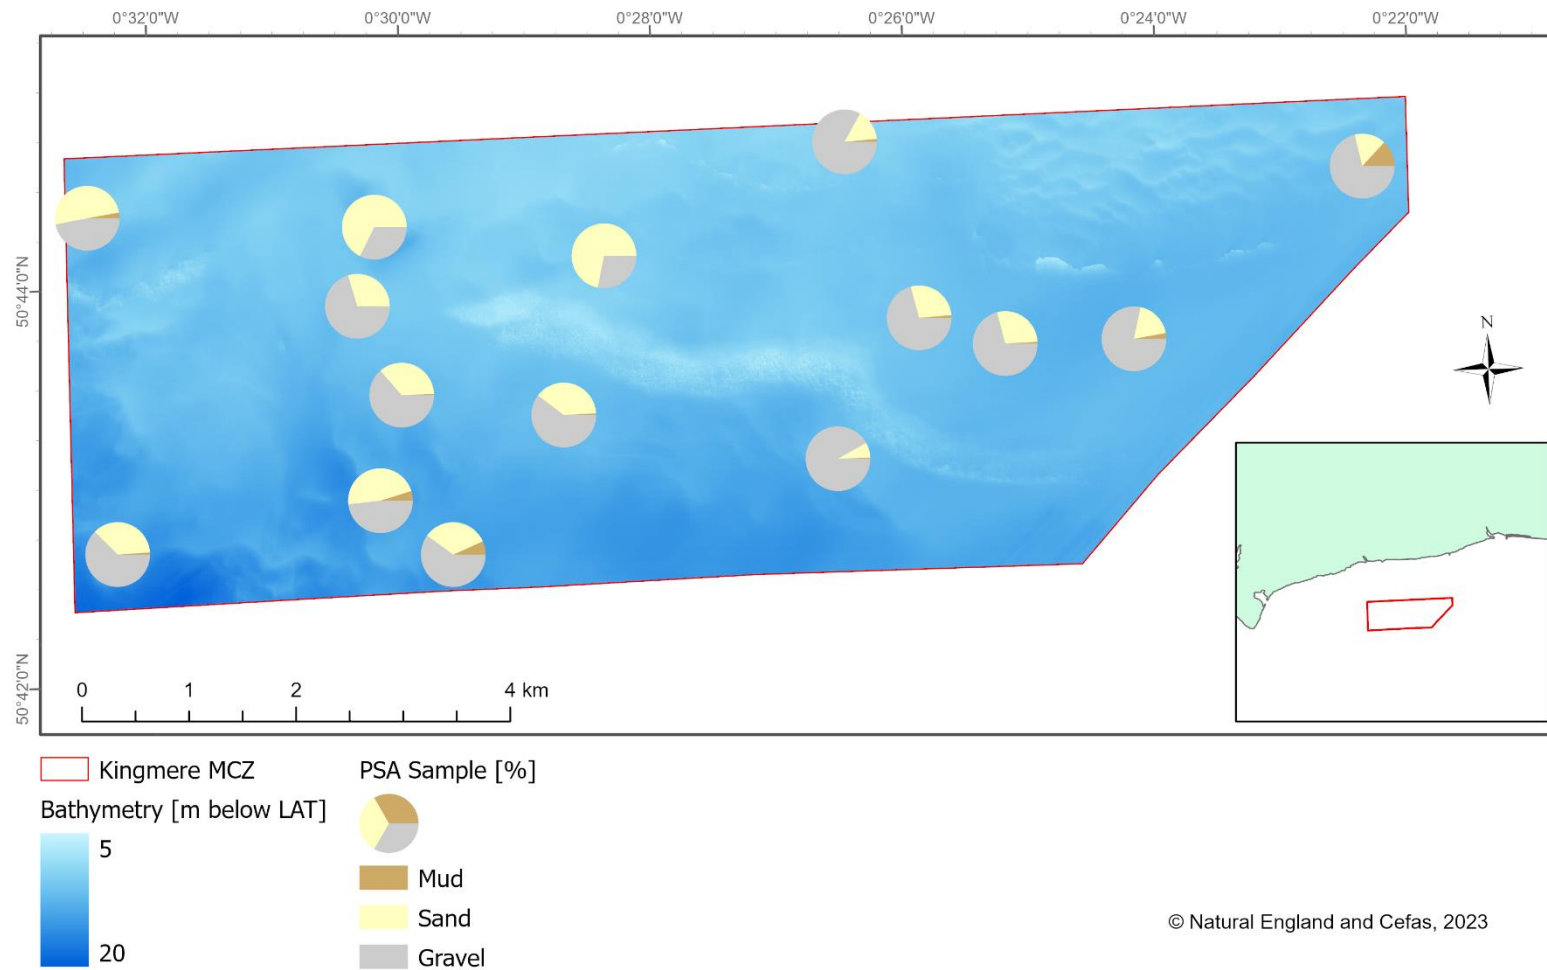 0°32'0"W 0°30'0"W 0°28'0"W 0°26'0"W 0°24'0"W 0°22'0"W
50°44'0"N
N
50°42'0"N
0 1 2 4 km
Kingmere MCZ
PSA Sample [%]
Bathymetry [m below LAT]
5
20
Mud
Sand
Gravel
© Natural England and Cefas, 2023